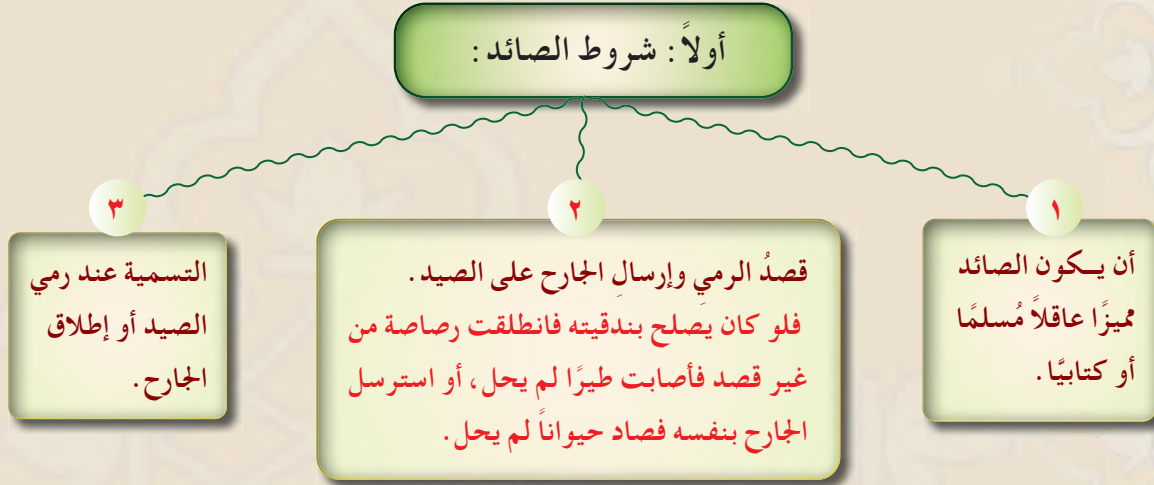 أولاً : شروط الصائد :
١
أن يكون الصائد
مميزًا عاقلاً مُسلمًا
أو كتابيًّا .
٢
قصدُ الرمي وإرسالِ الجارح على الصيد .
فلو كان يصلح بندقيته فانطلقت رصاصة من
غير قصد فأصابت طيرًا لم يحل ، أو استرسل
الجارح بنفسه فصاد حيواناً لم يحل .
٣
التسمية عند رمي
الصيد أو إطلاق
الجارح .